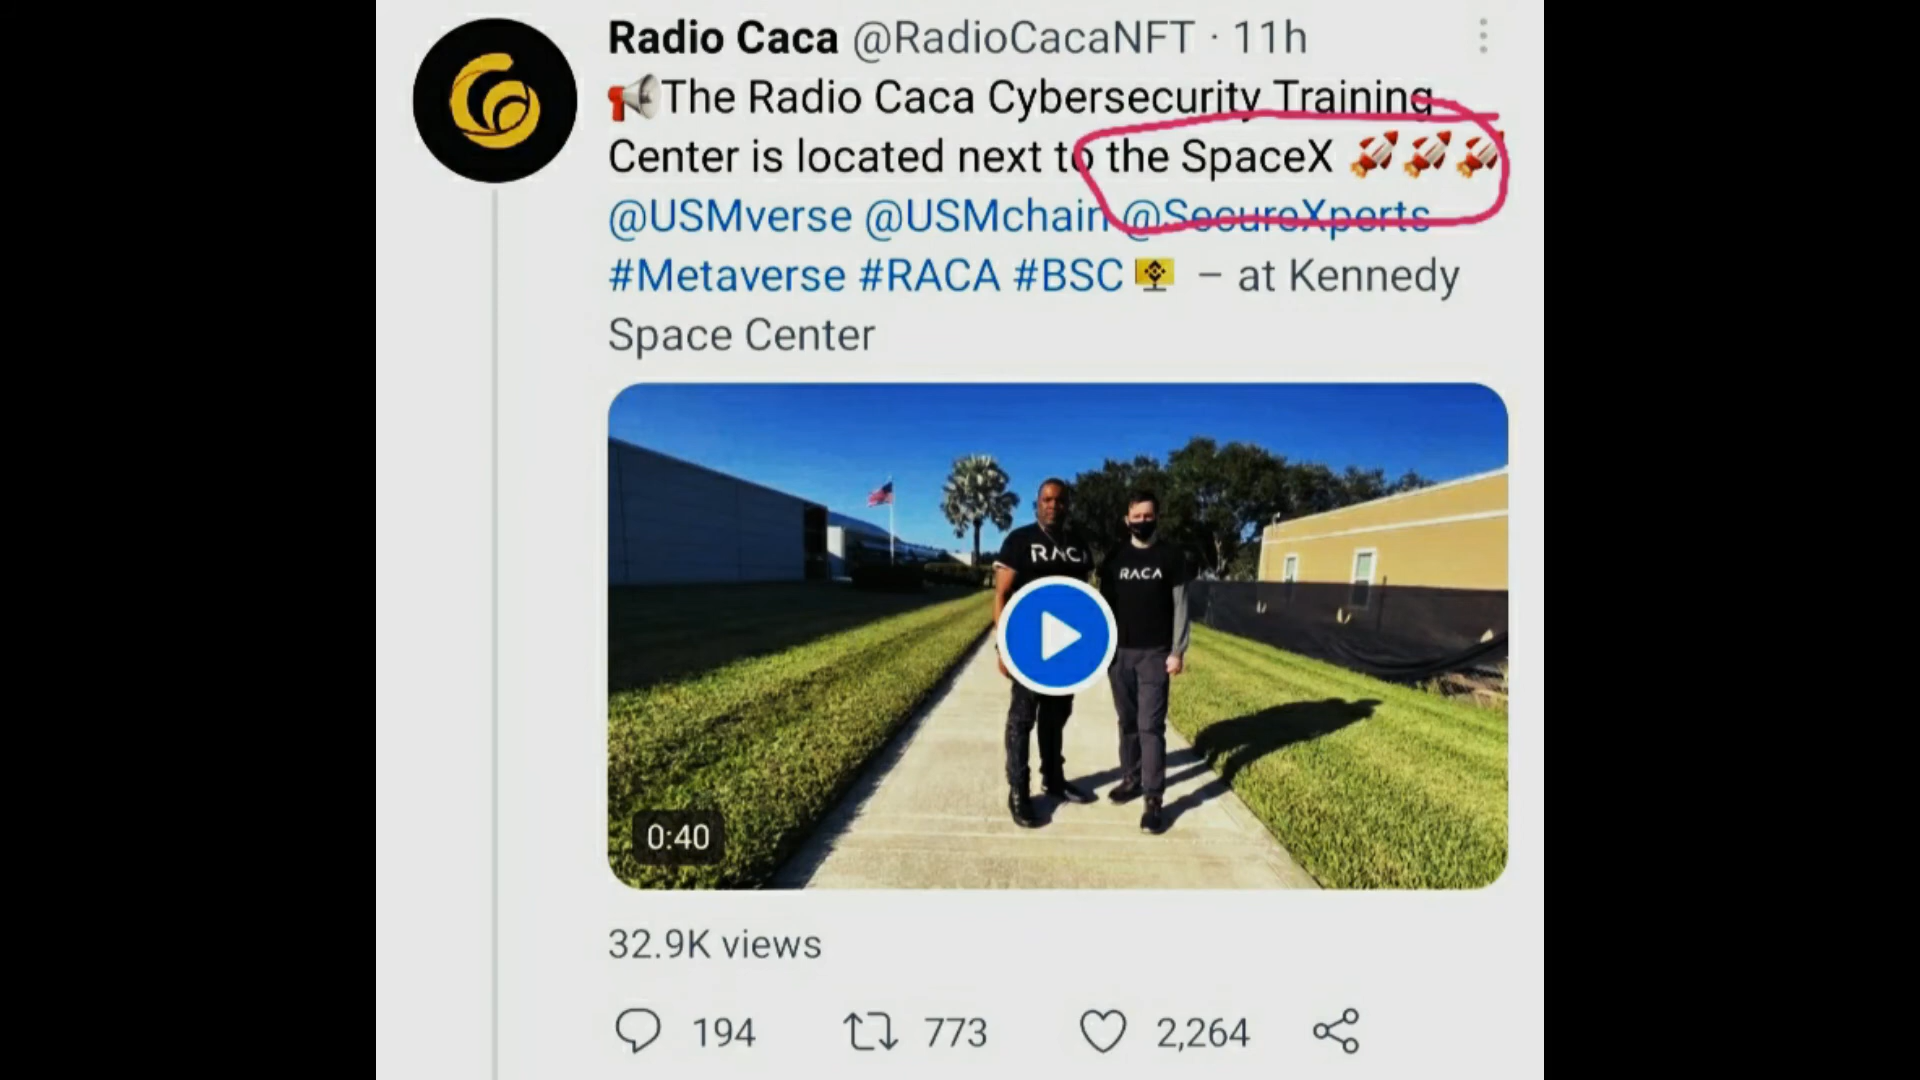 Radio Caca @RadioCacaNFT · 11h
📢The Radio Caca Cybersecurity Training
Center is located next to the SpaceX 🚀🚀🚀
@USMverse @USMchain @SecureXperts
#Metaverse #RACA #BSC – at Kennedy
Space Center
RACA
RACA
0:40
32.9K views
194 773 2,264